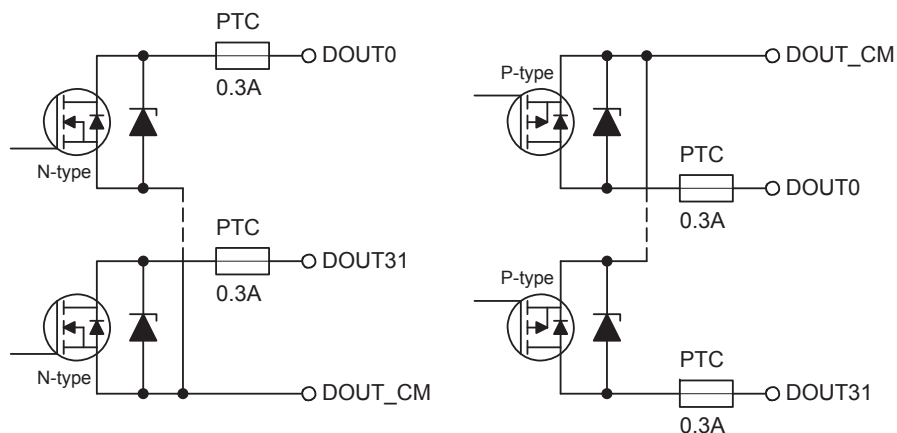 PTC
DOUT0
0.3A
N-type
PTC
DOUT31
0.3A
N-type
DOUT_CM
DOUT_CM
P-type
PTC
DOUT0
0.3A
P-type
PTC
DOUT31
0.3A